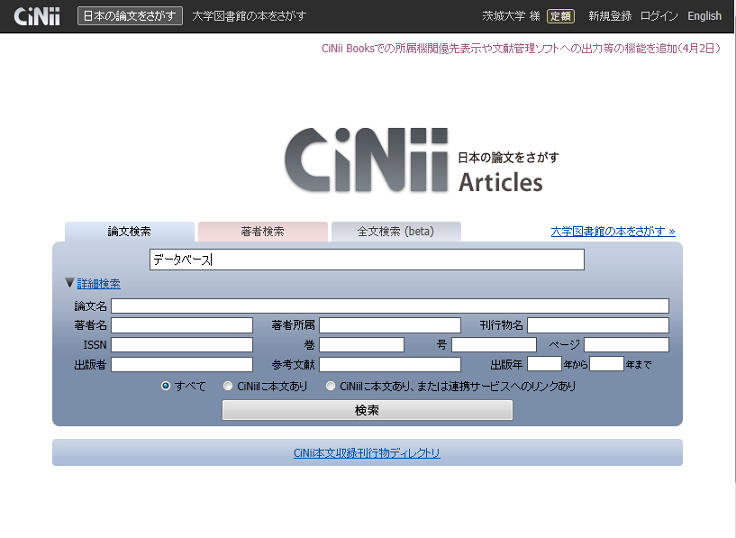 CiNii 日本の論文をさがす 大学図書館の本をさがす 茨城大学 様 定額 新規登録 ログイン English
CiNii Booksでの所属機関優先表示や文献管理ソフトへの出力等の機能を追加(4月2日)
CiNii 日本の論文をさがす
Articles
論文検索 著者検索 全文検索 (beta) 大学図書館の本をさがす »
データベース
▼詳細検索
論文名
著者名 著者所属 刊行物名
ISSN 巻 号 ページ
出版者 参考文献 出版年 年から 年まで
すべて CiNiiに本文あり CiNiiに本文あり、または連携サービスへのリンクあり
検索
CiNii本文収録刊行物ディレクトリ